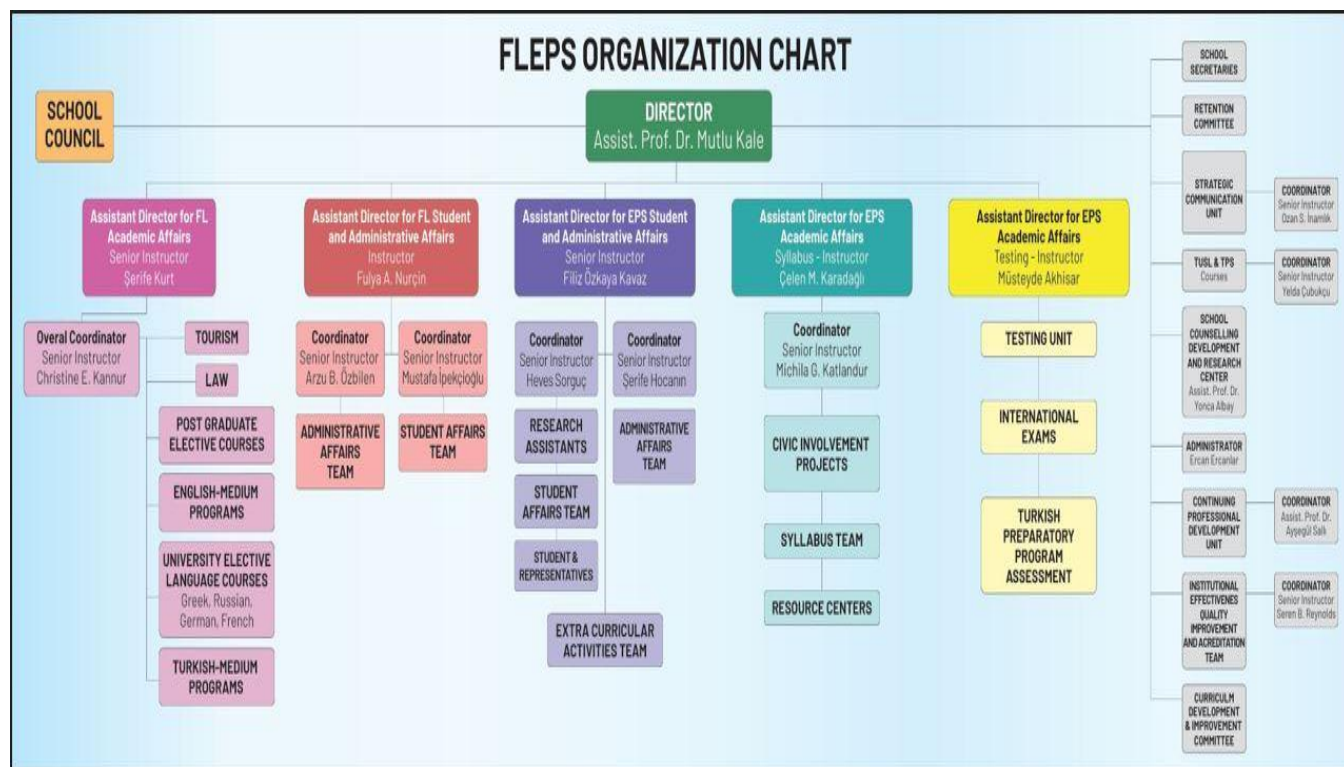 FLEPS ORGANIZATION CHART
SCHOOL
COUNCIL
DIRECTOR
Assist. Prof. Dr. Mutlu Kale
Assistant Director for FL
Academic Affairs
Senior Instructor
Şerife Kurt
Overal Coordinator
Senior Instructor
Christine E. Kannur
TOURISM
LAW
POST GRADUATE
ELECTIVE COURSES
ENGLISH-MEDIUM
PROGRAMS
UNIVERSITY ELECTIVE
LANGUAGE COURSES
Greek, Russian,
German, French
TURKISH-MEDIUM
PROGRAMS
Assistant Director for FL Student
and Administrative Affairs
Instructor
Fulya A. Nurçin
Coordinator
Senior Instructor
Arzu B. Özbilen
ADMINISTRATIVE
AFFAIRS
TEAM
Coordinator
Senior Instructor
Mustafa İpekçioğlu
STUDENT AFFAIRS
TEAM
Assistant Director for EPS Student
and Administrative Affairs
Senior Instructor
Filiz Özkaya Kavaz
Coordinator
Senior Instructor
Heves Sorguç
RESEARCH
ASSISTANTS
STUDENT
AFFAIRS TEAM
STUDENT &
REPRESENTATIVES
Coordinator
Senior Instructor
Şerife Hocanın
ADMINISTRATIVE
AFFAIRS
TEAM
EXTRA CURRICULAR
ACTIVITIES TEAM
Assistant Director for EPS
Academic Affairs
Syllabus - Instructor
Çelen M. Karadağlı
Coordinator
Senior Instructor
Michila G. Katlandur
CIVIC INVOLVEMENT
PROJECTS
SYLLABUS TEAM
RESOURCE CENTERS
Assistant Director for EPS
Academic Affairs
Testing - Instructor
Müsteyde Akhisar
TESTING UNIT
INTERNATIONAL
EXAMS
TURKISH
PREPARATORY
PROGRAM
ASSESSMENT
SCHOOL
SECRETARIES
RETENTION
COMMITTEE
STRATEGIC
COMMUNICATION
UNIT
COORDINATOR
Senior Instructor
Ozan S. İnamlık
TUSL & TPS
Courses
COORDINATOR
Senior Instructor
Yelda Çubukçu
SCHOOL
COUNSELLING
DEVELOPMENT
AND RESEARCH
CENTER
Assist. Prof. Dr.
Yonca Albay
ADMINISTRATOR
Ercan Ercanlar
CONTINUING
PROFESSIONAL
DEVELOPMENT
UNIT
COORDINATOR
Assist. Prof. Dr.
Ayşegül Salli
INSTITUTIONAL
EFFECTIVENES
QUALITY
IMPROVEMENT
AND ACREDITATION
TEAM
COORDINATOR
Senior Instructor
Seren B. Reynolds
CURRICULM
DEVELOPMENT
& IMPROVEMENT
COMMITTEE